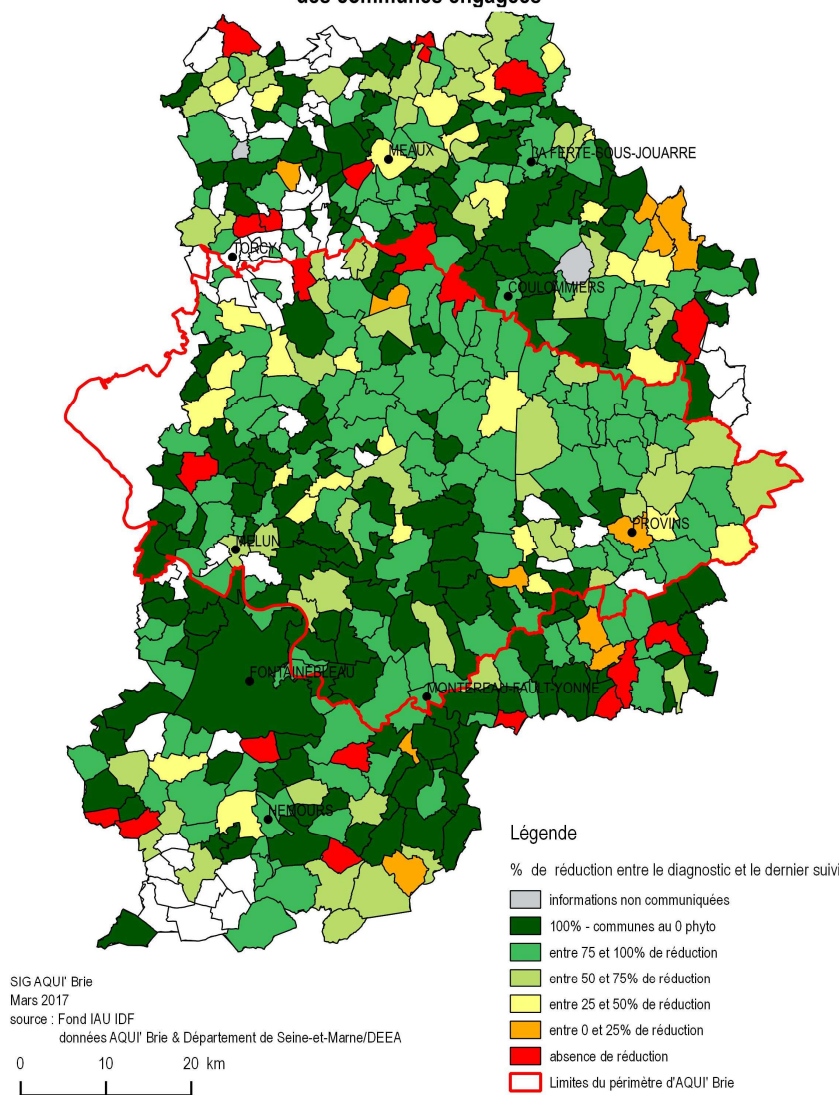 des communes engagées
MEAUX
LA FERTE-SOUS-JOUARRE
TORCY
COULOMMIERS
PROVINS
MELUN
FONTAINEBLEAU
MONTEREAU-FAULT-YONNE
NEMOURS
Légende
% de réduction entre le diagnostic et le dernier suivi
informations non communiquées
100% - communes au 0 phyto
entre 75 et 100% de réduction
entre 50 et 75% de réduction
entre 25 et 50% de réduction
entre 0 et 25% de réduction
absence de réduction
Limites du périmètre d'AQUI' Brie
SIG AQUI' Brie
Mars 2017
source : Fond IAU IDF
données AQUI' Brie & Département de Seine-et-Marne/DEEA
0 10 20 km